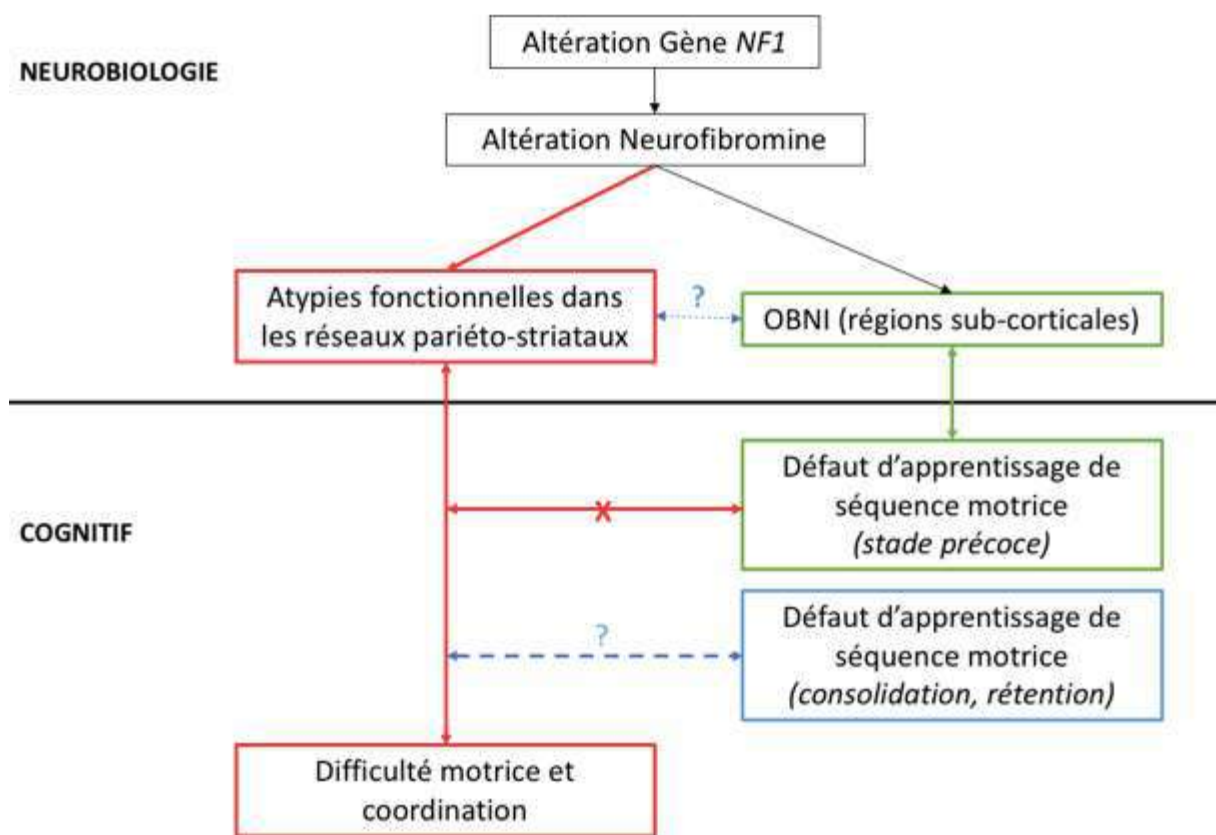 Altération Gène NF1
NEUROBIOLOGIE
Altération Neurofibromine
Atypies fonctionnelles dans
les réseaux pariéto-striataux
?
OBNI (régions sub-corticales)
Défaut d'apprentissage de
séquence motrice
(stade précoce)
X
COGNITIF
?
Défaut d'apprentissage de
séquence motrice
(consolidation, rétention)
Difficulté motrice et
coordination